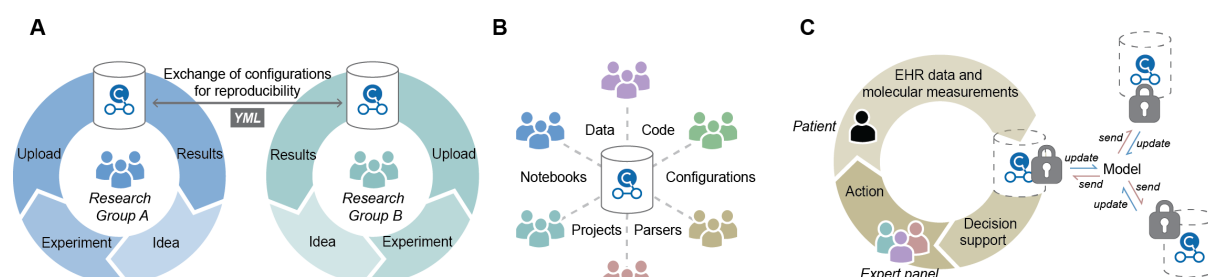 A
Exchange of configurations
for reproducibility
YML
Upload
Results
Research
Group A
Experiment
Idea
Results
Upload
Research
Group B
Idea
Experiment
B
Data
Code
Notebooks
Configurations
Projects
Parsers
C
EHR data and
molecular measurements
Patient
Action
Decision
support
Expert panel
update
send
Model
send
update
send
update